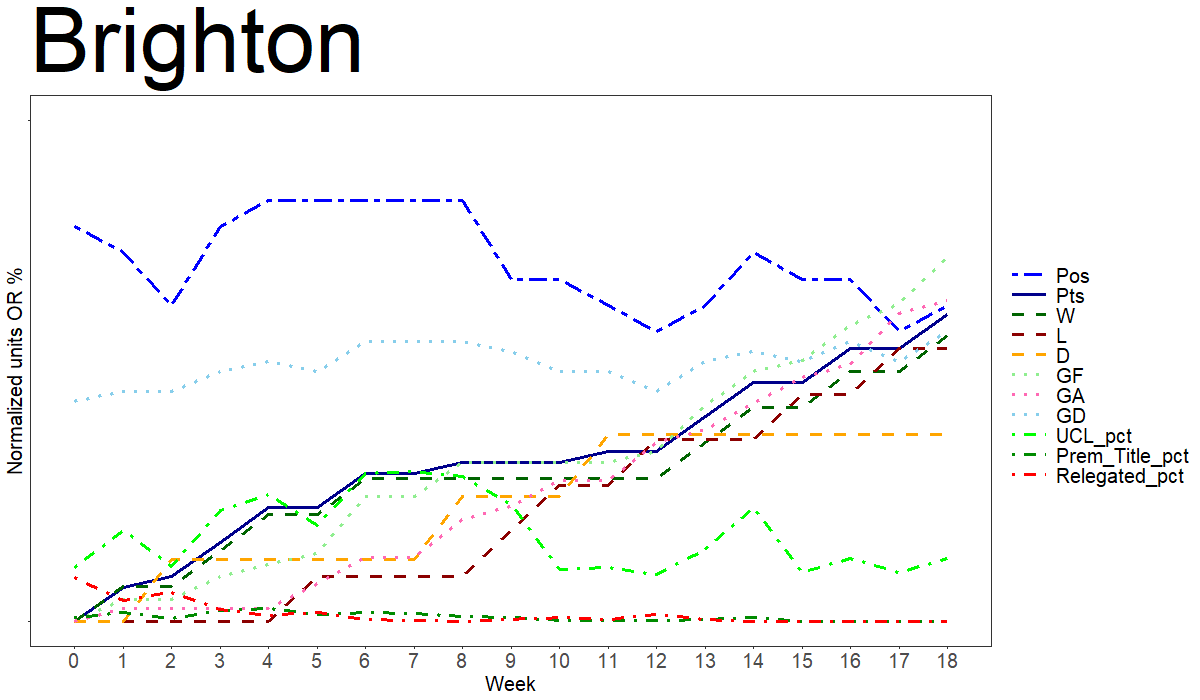 Brighton
Normalized units OR %
Pos
Pts
W
L
D
GF
GA
GD
UCL_pct
Prem_Title_pct
Relegated_pct
0 1 2 3 4 5 6 7 8 9 10 11 12 13 14 15 16 17 18
Week